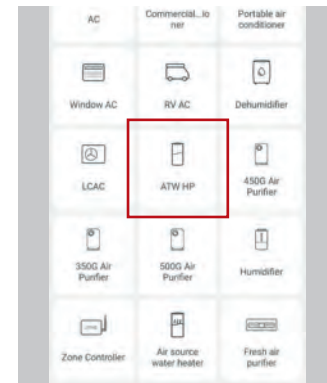 AC
Commercial...io
ner
Portable air
conditioner
Window AC
RV AC
Dehumidifier
LCAC
ATW HP
450G Air
Purifier
350G Air
Purifier
500G Air
Purifier
Humidifier
Zone Controller
Air source
water heater
Fresh air
purifier